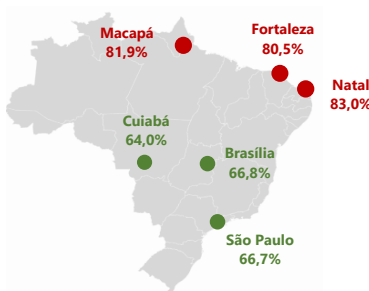 Macapá
81,9%
Fortaleza
80,5%
Natal
83,0%
Cuiabá
64,0%
Brasília
66,8%
São Paulo
66,7%